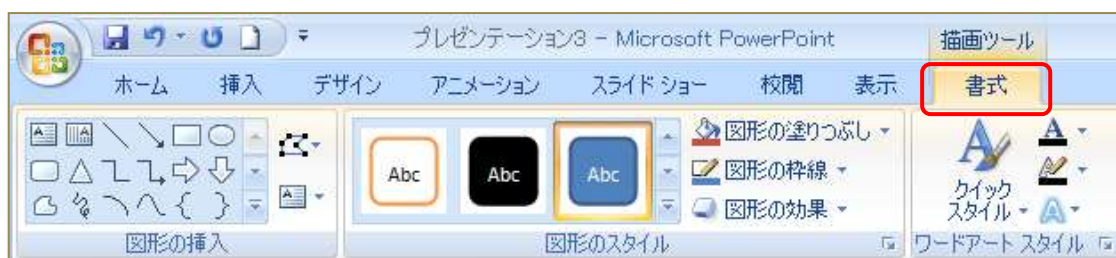 プレゼンテーション3 - Microsoft PowerPoint
描画ツール
ホーム 挿入 デザイン アニメーション スライド ショー 校閲 表示 書式
Abc Abc Abc
図形の塗りつぶし
図形の枠線
図形の効果
クイック
スタイル
A
A
図形の挿入 図形のスタイル ワードアート スタイル